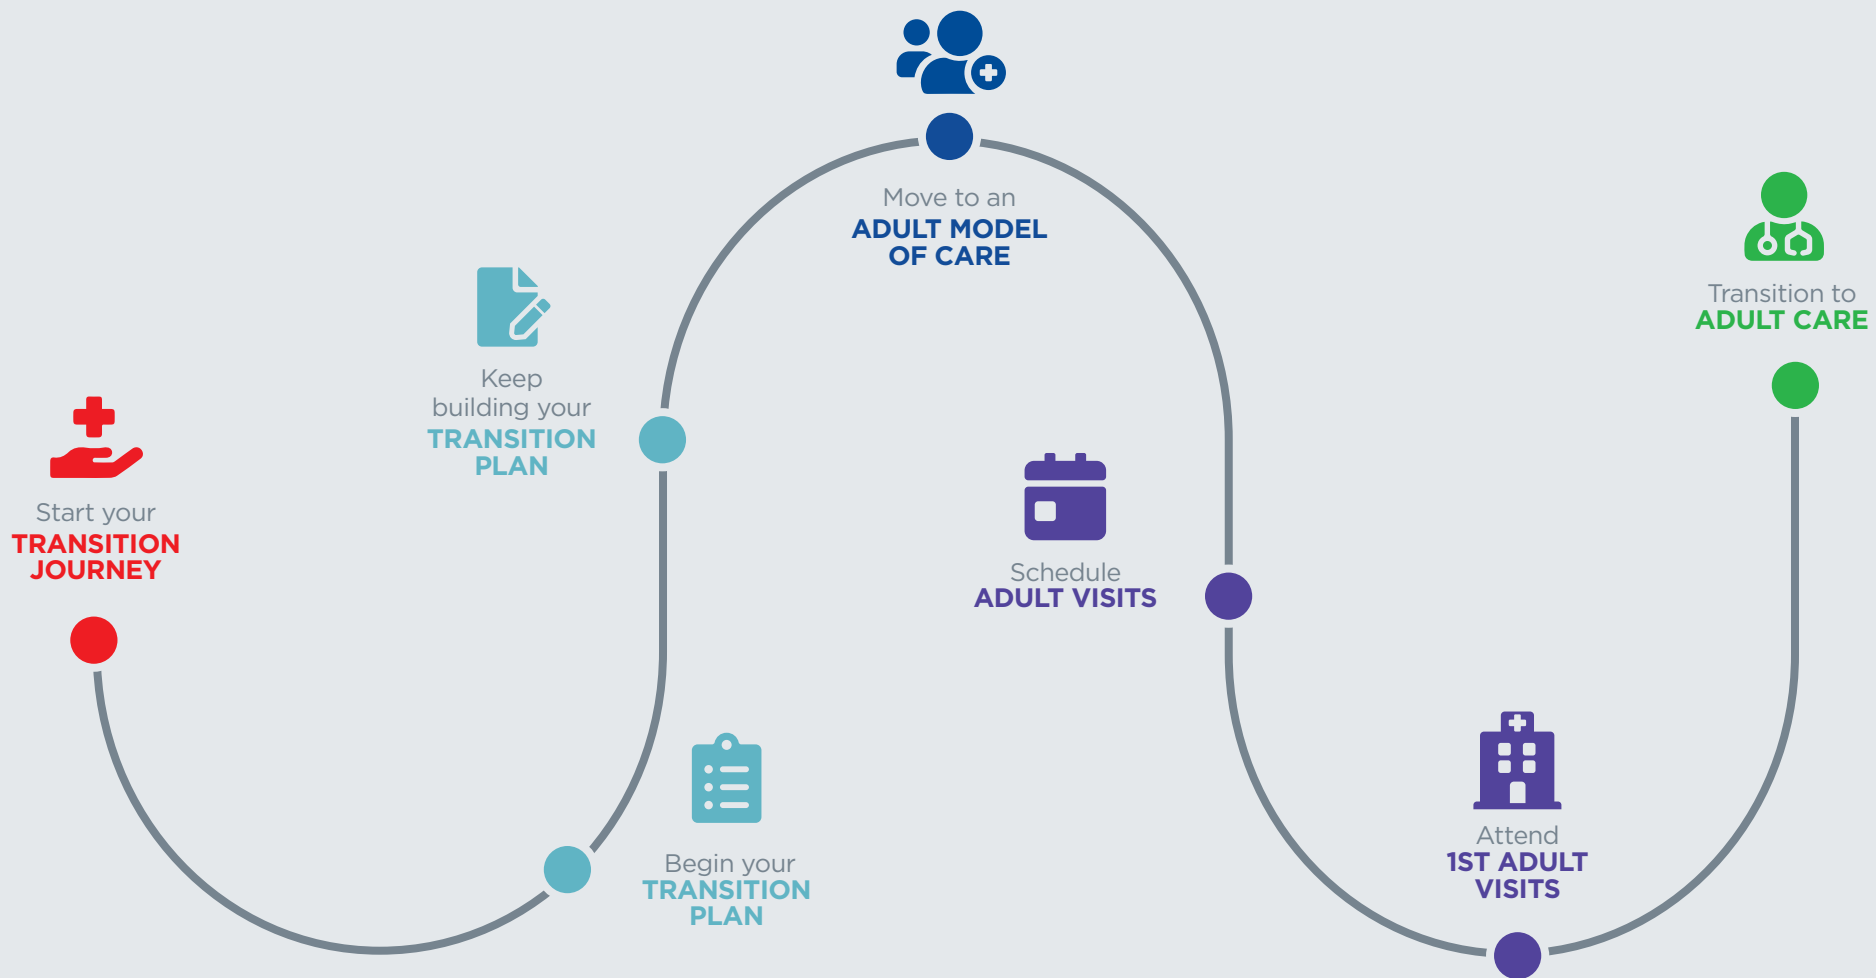 Start your
TRANSITION
JOURNEY
Begin your
TRANSITION
PLAN
Keep
building your
TRANSITION
PLAN
Move to an
ADULT MODEL
OF CARE
Schedule
ADULT VISITS
Attend
1ST ADULT
VISITS
Transition to
ADULT CARE